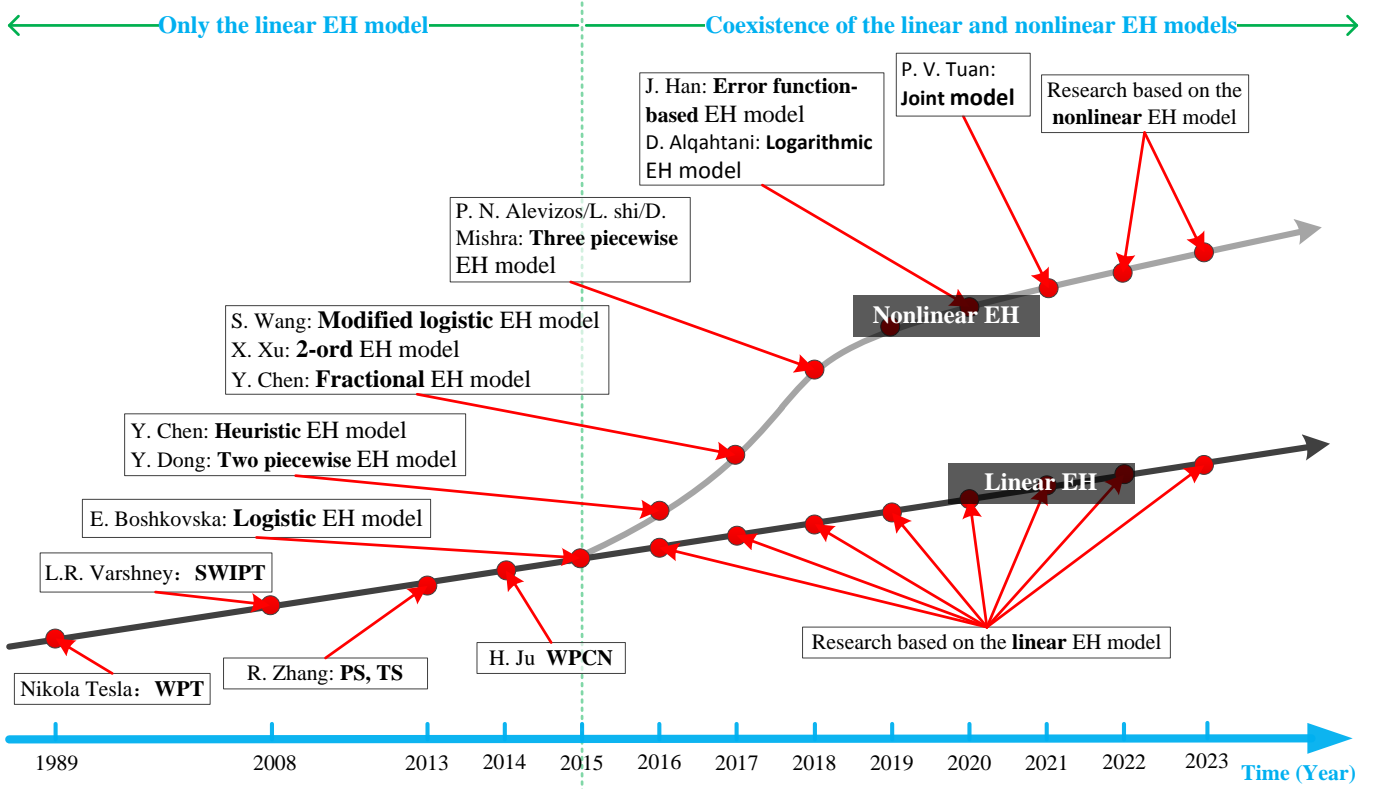 Only the linear EH model
Coexistence of the linear and nonlinear EH models
J. Han: Error function-
based EH model
D. Alqahtani: Logarithmic
EH model
P. V. Tuan:
Joint model
Research based on the
nonlinear EH model
P. N. Alevizos/L. shi/D.
Mishra: Three piecewise
EH model
S. Wang: Modified logistic EH model
X. Xu: 2-ord EH model
Y. Chen: Fractional EH model
Nonlinear EH
Y. Chen: Heuristic EH model
Y. Dong: Two piecewise EH model
Linear EH
E. Boshkovska: Logistic EH model
L.R. Varshney： SWIPT
Research based on the linear EH model
H. Ju WPCN
R. Zhang: PS, TS
Nikola Tesla： WPT
1989 2008 2013 2014 2015 2016 2017 2018 2019 2020 2021 2022 2023
Time (Year)